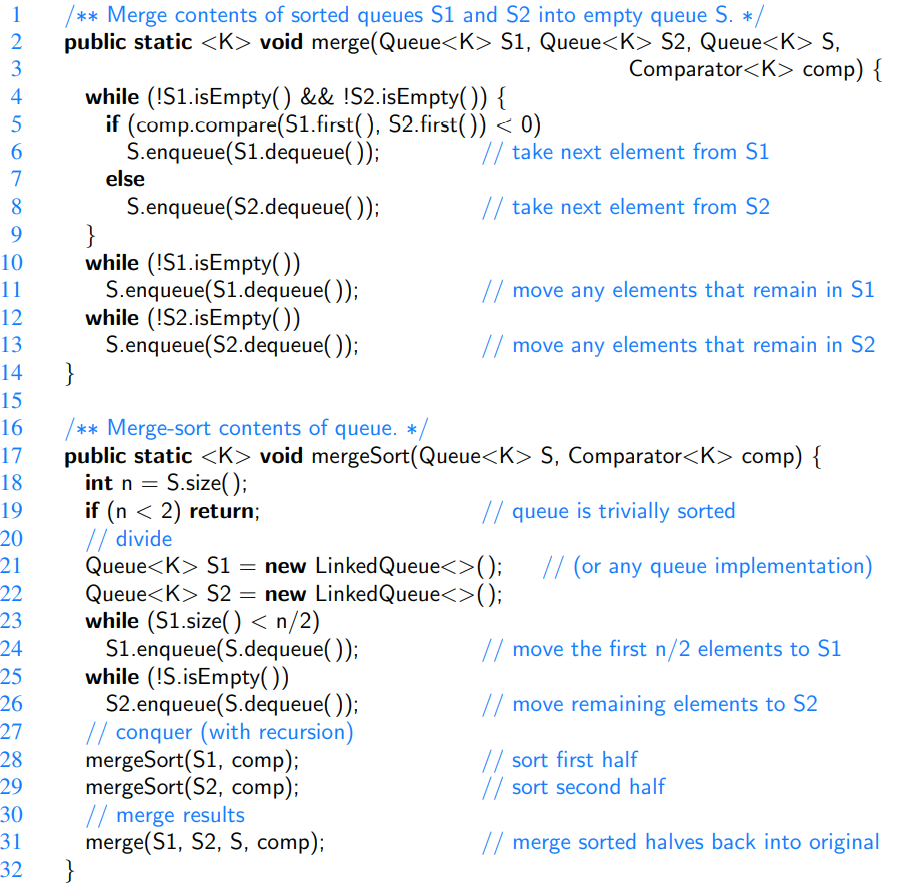 1 /** Merge contents of sorted queues S1 and S2 into empty queue S. */
2 public static <K> void merge(Queue<K> S1, Queue<K> S2, Queue<K> S,
3 Comparator<K> comp) {
4 while (!S1.isEmpty() && !S2.isEmpty()) {
5 if (comp.compare(S1.first(), S2.first()) < 0)
6 S.enqueue(S1.dequeue()); // take next element from S1
7 else
8 S.enqueue(S2.dequeue()); // take next element from S2
9 }
10 while (!S1.isEmpty())
11 S.enqueue(S1.dequeue()); // move any elements that remain in S1
12 while (!S2.isEmpty())
13 S.enqueue(S2.dequeue()); // move any elements that remain in S2
14 }
15
16 /** Merge-sort contents of queue. */
17 public static <K> void mergeSort(Queue<K> S, Comparator<K> comp) {
18 int n = S.size();
19 if (n < 2) return; // queue is trivially sorted
20 // divide
21 Queue<K> S1 = new LinkedQueue<>(); // (or any queue implementation)
22 Queue<K> S2 = new LinkedQueue<>();
23 while (S1.size() < n/2)
24 S1.enqueue(S.dequeue()); // move the first n/2 elements to S1
25 while (!S.isEmpty())
26 S2.enqueue(S.dequeue()); // move remaining elements to S2
27 // conquer (with recursion)
28 mergeSort(S1, comp); // sort first half
29 mergeSort(S2, comp); // sort second half
30 // merge results
31 merge(S1, S2, S, comp); // merge sorted halves back into original
32 }